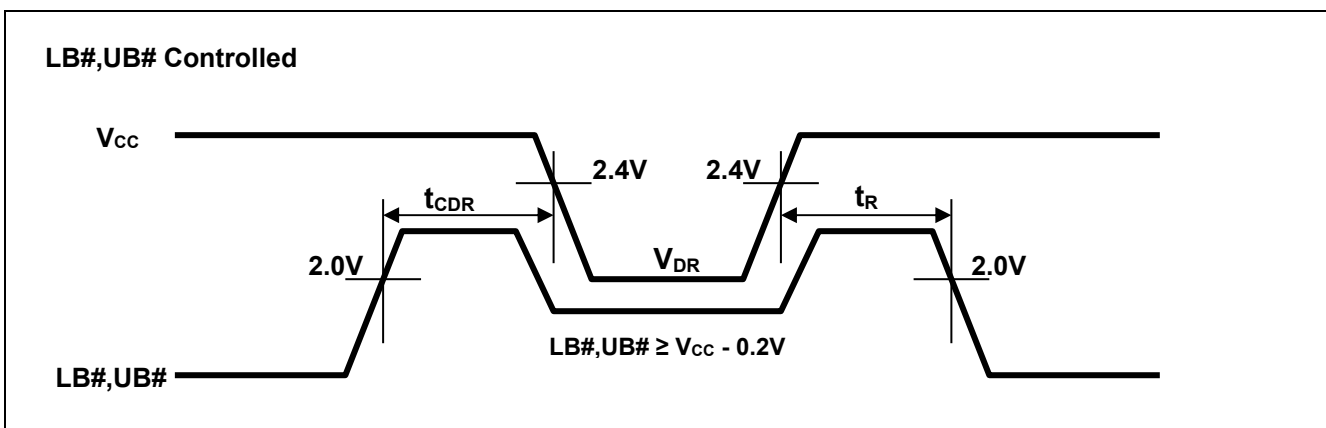 LB#,UB# Controlled
VCC
2.4V
2.4V
tCDR
tR
2.0V
VDR
2.0V
LB#,UB# ≥ VCC - 0.2V
LB#,UB#